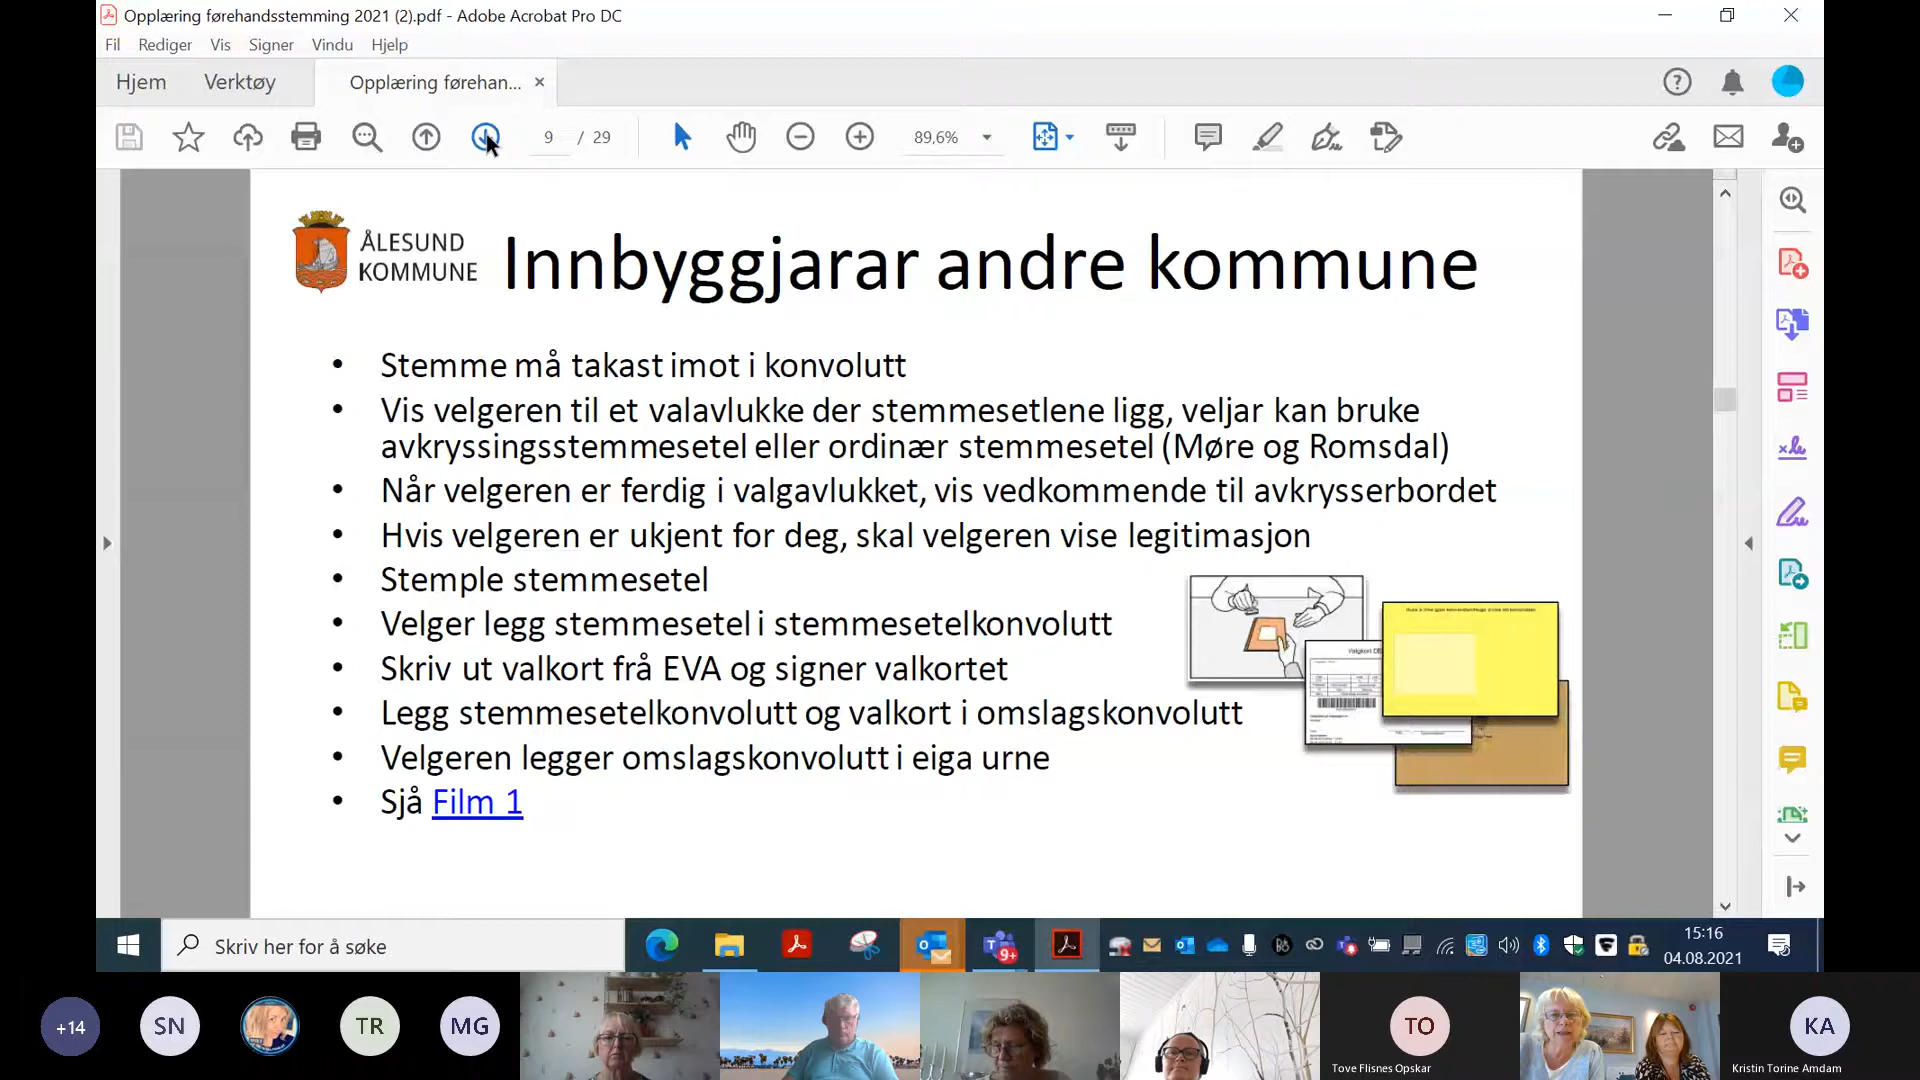 Opplæring førehandsstemming 2021 (2).pdf - Adobe Acrobat Pro DC
Fil Rediger Vis Signer Vindu Hjelp
Hjem Verktøy Opplæring førehan...
9 / 29 89,6%
ÅLESUND
KOMMUNE
Innbyggjarar andre kommune
• Stemme må takast imot i konvolutt
• Vis velgeren til et valavlukke der stemmesetlene ligg, veljar kan bruke
avkryssingsstemmesetel eller ordinær stemmesetel (Møre og Romsdal)
• Når velgeren er ferdig i valgavlukket, vis vedkommende til avkrysserbordet
• Hvis velgeren er ukjent for deg, skal velgeren vise legitimasjon
• Stemple stemmesetel
• Velger legg stemmesetel i stemmesetelkonvolutt
• Skriv ut valkort frå EVA og signer valkortet
• Legg stemmesetelkonvolutt og valkort i omslagskonvolutt
• Velgeren legger omslagskonvolutt i eiga urne
• Sjå Film 1
Skriv her for å søke
9+
15:16
04.08.2021
+14
SN
TR
MG
TO
Tove Flisnes Opskar
KA
Kristin Torine Amdam